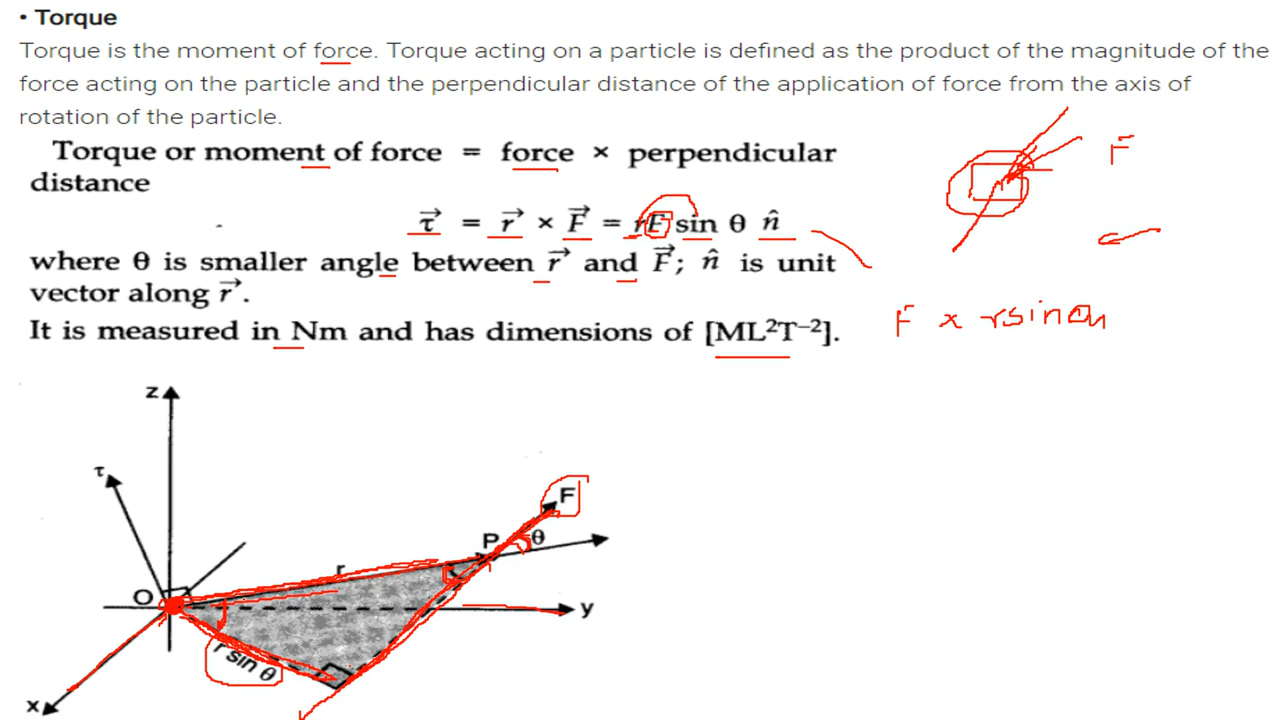 • Torque
Torque is the moment of force. Torque acting on a particle is defined as the product of the magnitude of the
force acting on the particle and the perpendicular distance of the application of force from the axis of
rotation of the particle.
Torque or moment of force = force × perpendicular
distance
τ⃗ = r⃗ × F⃗ = rF sin θ n̂
where θ is smaller angle between r⃗ and F⃗; n̂ is unit
vector along r⃗.
It is measured in Nm and has dimensions of [ML²T⁻²].
F
F × r sin θ
z
τ
F
P
θ
r
O
y
r sin θ
x